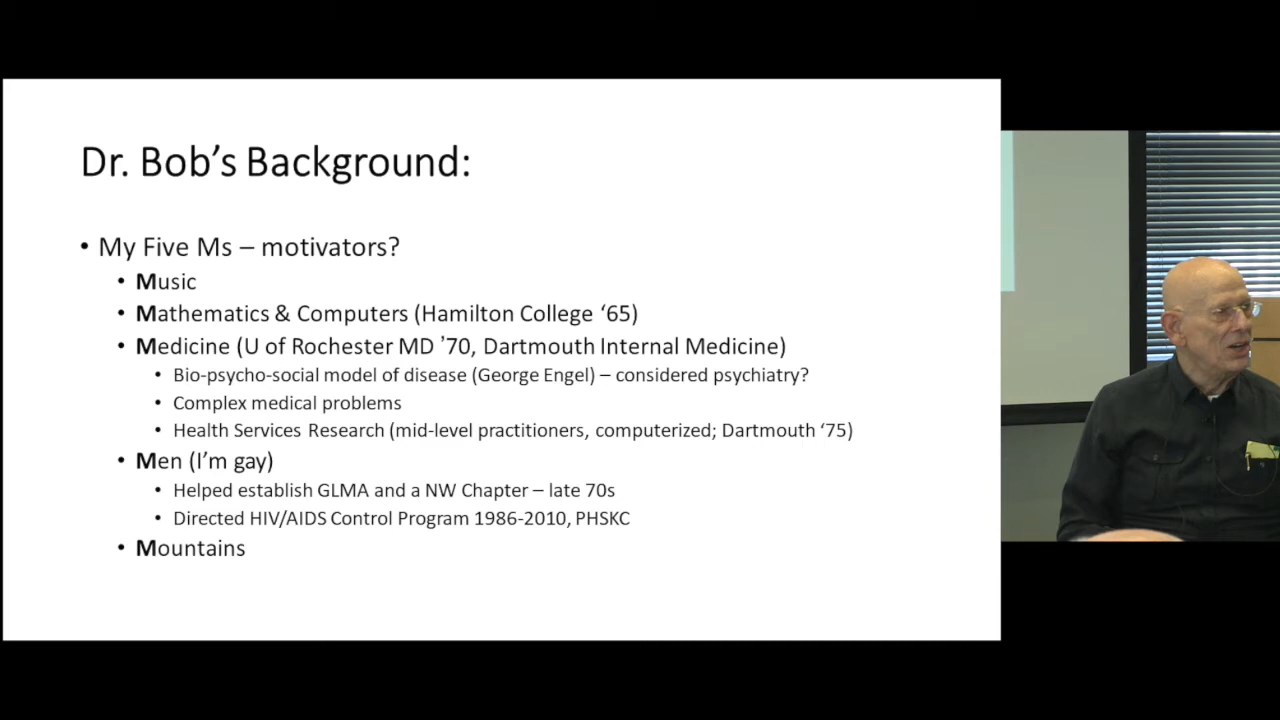 Dr. Bob’s Background:
• My Five Ms – motivators?
• Music
• Mathematics & Computers (Hamilton College ‘65)
• Medicine (U of Rochester MD ’70, Dartmouth Internal Medicine)
• Bio-psycho-social model of disease (George Engel) – considered psychiatry?
• Complex medical problems
• Health Services Research (mid-level practitioners, computerized; Dartmouth ‘75)
• Men (I’m gay)
• Helped establish GLMA and a NW Chapter – late 70s
• Directed HIV/AIDS Control Program 1986-2010, PHSKC
• Mountains